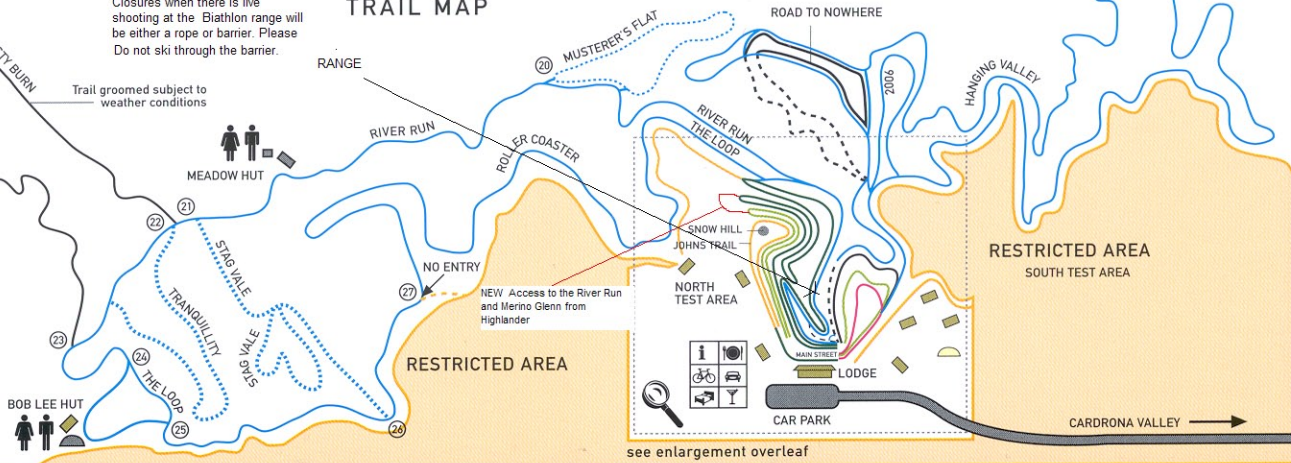 Closures when there is live
shooting at the Biathlon range will
be either a rope or barrier. Please
Do not ski through the barrier.
TRAIL MAP
ROAD TO NOWHERE
MUSTERER'S FLAT
20
RANGE
2006
HANGING VALLEY
TY BURN
Trail groomed subject to
weather conditions
RIVER RUN
RIVER RUN
THE LOOP
ROLLER COASTER
MEADOW HUT
21
22
STAG VALE
SNOW HILL
JOHNS TRAIL
RESTRICTED AREA
SOUTH TEST AREA
NO ENTRY
27
NORTH
TEST AREA
NEW Access to the River Run
and Merino Glenn from
Highlander
TRANQUILLITY
STAG VALE
23
24
THE LOOP
RESTRICTED AREA
MAIN STREET
LODGE
i
BOB LEE HUT
25
26
CAR PARK
CARDRONA VALLEY
see enlargement overleaf